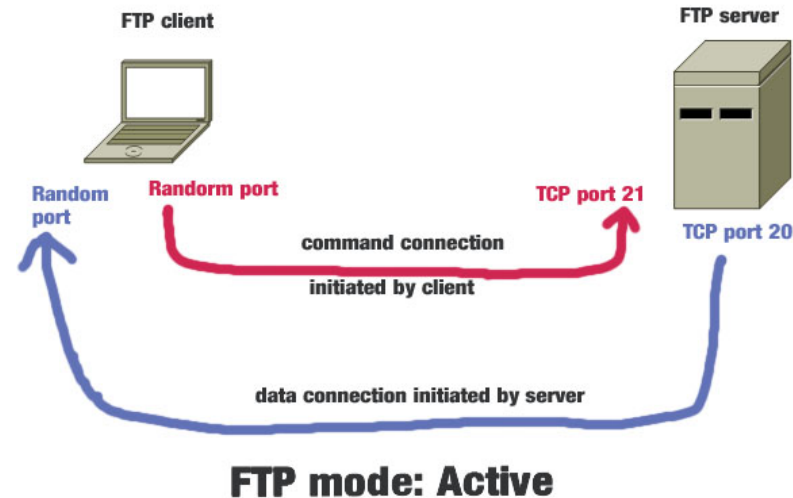 FTP client
FTP server
Random
port
Randorm port
TCP port 21
TCP port 20
command connection
initiated by client
data connection initiated by server
FTP mode: Active